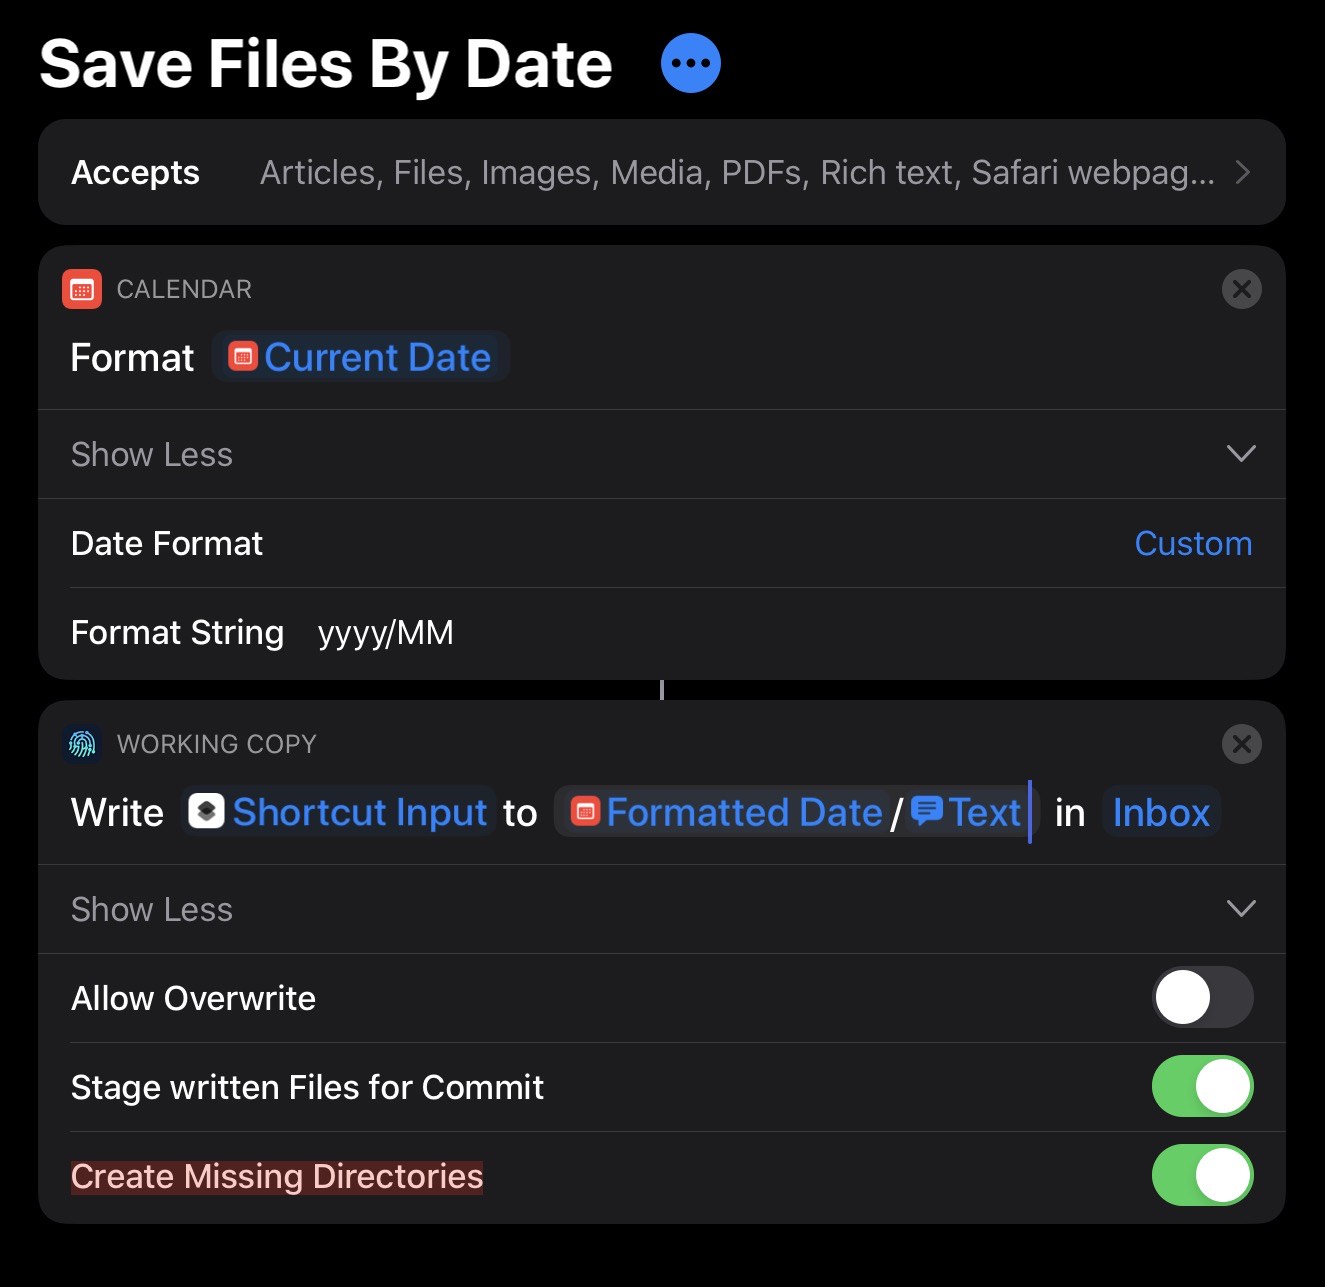 Save Files By Date
Accepts Articles, Files, Images, Media, PDFs, Rich text, Safari webpag...
CALENDAR
Format Current Date
Show Less
Date Format Custom
Format String yyyy/MM
WORKING COPY
Write Shortcut Input to Formatted Date/Text in Inbox
Show Less
Allow Overwrite
Stage written Files for Commit
Create Missing Directories